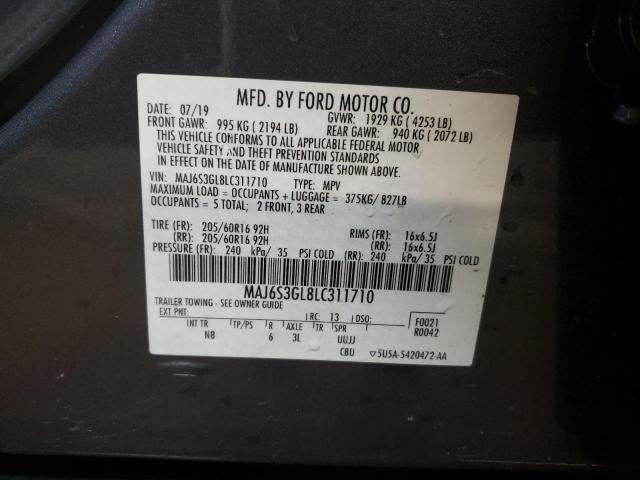 MFD. BY FORD MOTOR CO.
DATE: 07/19 GVWR: 1929 KG ( 4253 LB)
FRONT GAWR: 995 KG ( 2194 LB) REAR GAWR: 940 KG ( 2072 LB)
THIS VEHICLE CONFORMS TO ALL APPLICABLE FEDERAL MOTOR
VEHICLE SAFETY AND THEFT PREVENTION STANDARDS
IN EFFECT ON THE DATE OF MANUFACTURE SHOWN ABOVE.
VIN: MAJ6S3GL8LC311710 TYPE: MPV
MAXIMUM LOAD = OCCUPANTS + LUGGAGE = 375KG/ 827LB
OCCUPANTS = 5 TOTAL; 2 FRONT, 3 REAR
TIRE (FR): 205/60R16 92H RIMS (FR): 16x6.5J
(RR): 205/60R16 92H (RR): 16x6.5J
PRESSURE (FR): 240 kPa/ 35 PSI COLD (RR): 240 kPa/ 35 PSI COLD
MAJ6S3GL8LC311710
TRAILER TOWING - SEE OWNER GUIDE
EXT PNT: RC: 13 DSO: F0021
R0042
INT TR TP/PS R AXLE TR SPR
NB 6 3L UUJJ
CBU 5U5A-5420472-AA